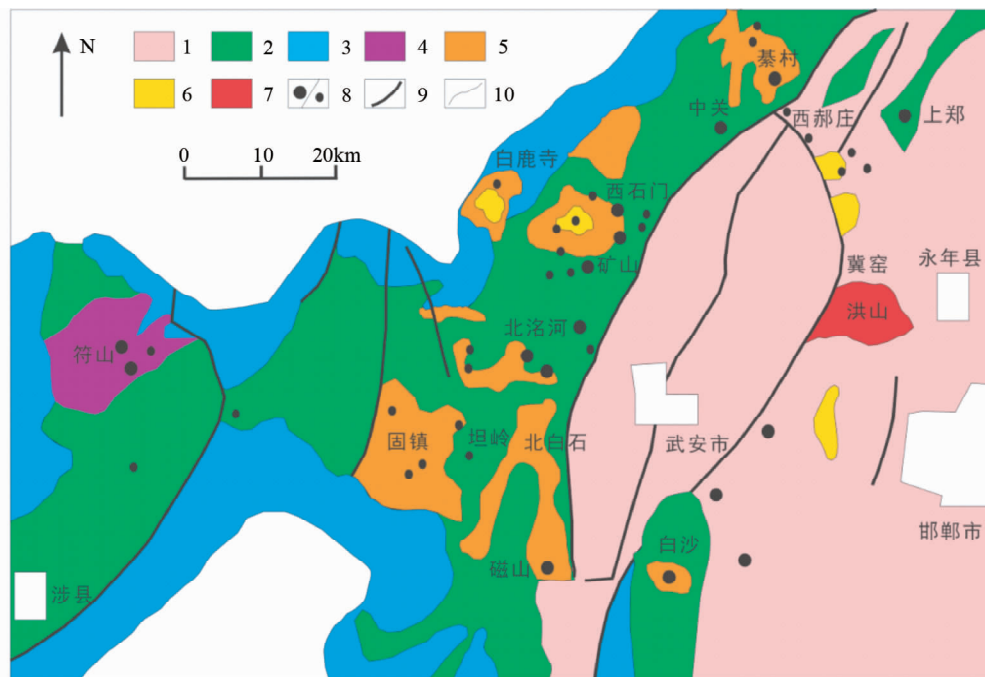 N
1 2 3 4 5
6 7 8 9 10
0 10 20km
綦村
中关
西郝庄
上郑
白鹿寺
西石门
矿山
冀窑
永年县
洪山
符山
北洺河
固镇
坦岭
北白石
武安市
邯郸市
白沙
磁山
涉县